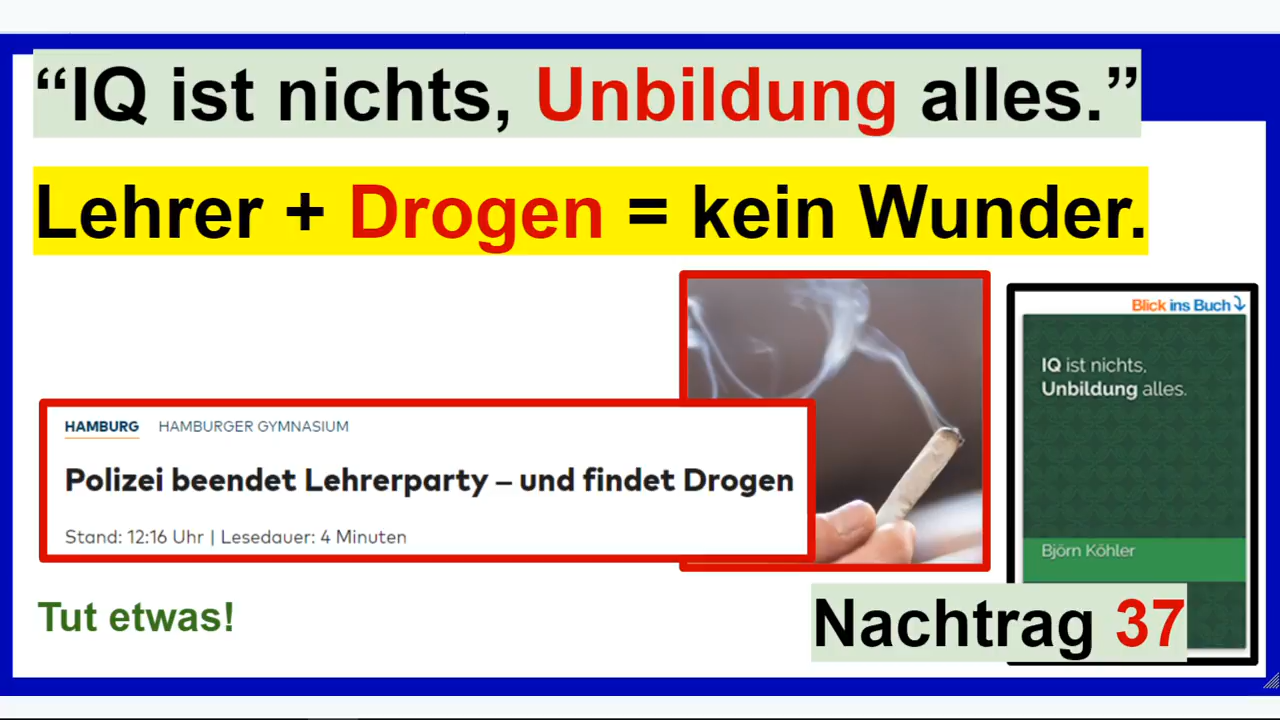 “IQ ist nichts, Unbildung alles.”
Lehrer + Drogen = kein Wunder.
Blick ins Buch
IQ ist nichts,
Unbildung alles.
HAMBURG HAMBURGER GYMNASIUM
Polizei beendet Lehrerparty – und findet Drogen
Stand: 12:16 Uhr | Lesedauer: 4 Minuten
Björn Köhler
Tut etwas!
Nachtrag 37